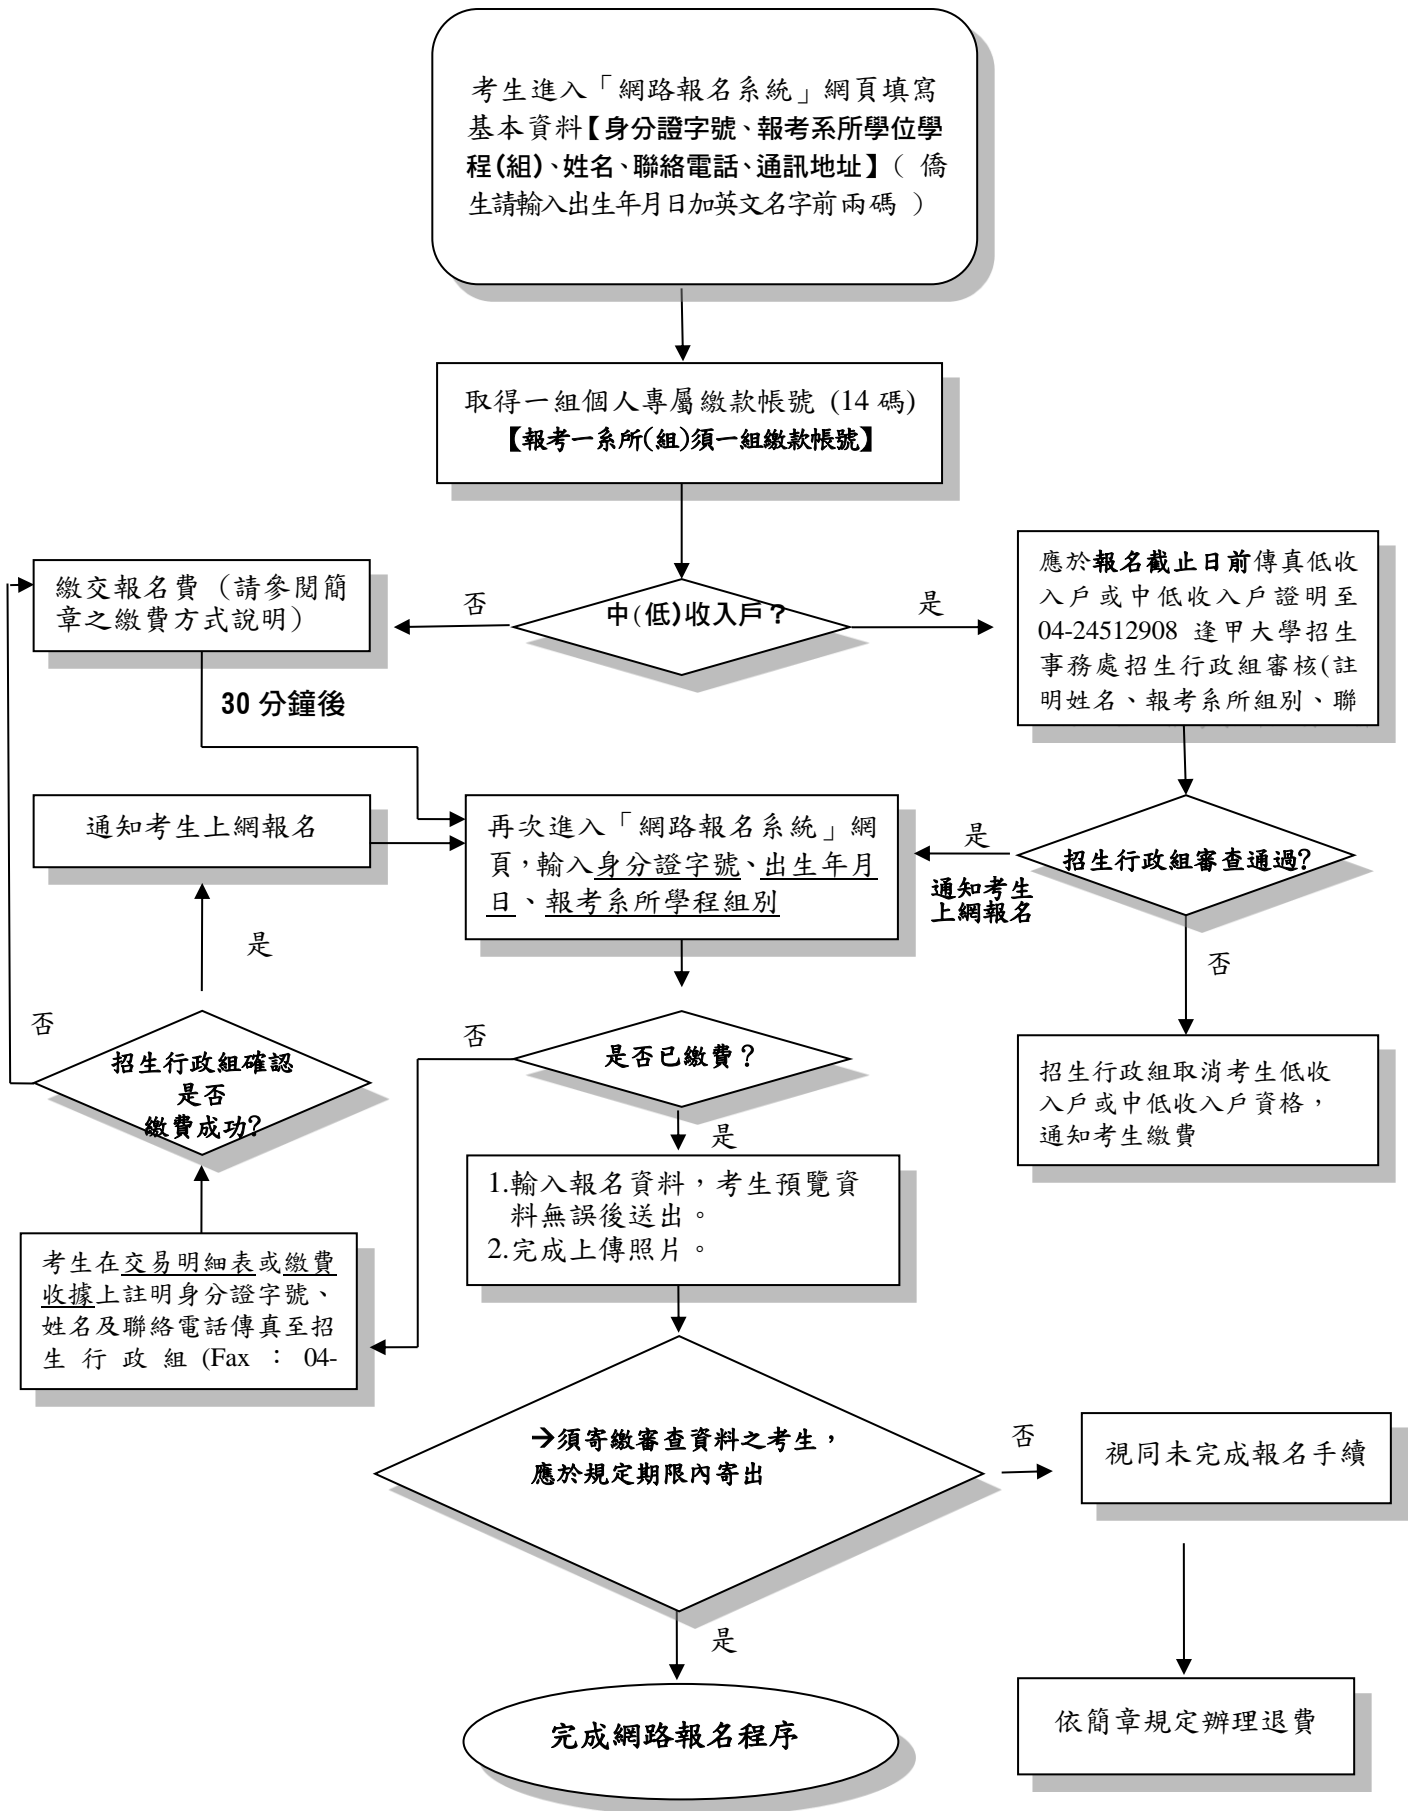 考生進入「網路報名系統」網頁填寫
基本資料【身分證字號、報考系所學位學
程(組)、姓名、聯絡電話、通訊地址】( 僑
生請輸入出生年月日加英文名字前兩碼 )
取得一組個人專屬繳款帳號 (14 碼)
【報考一系所(組)須一組繳款帳號】
繳交報名費（請參閱簡
章之繳費方式說明）
否
中(低)收入戶？
是
應於報名截止日前傳真低收
入戶或中低收入戶證明至
04-24512908 逢甲大學招生
事務處招生行政組審核(註
明姓名、報考系所組別、聯
30 分鐘後
通知考生上網報名
再次進入「網路報名系統」網
頁，輸入身分證字號、出生年月
日、報考系所學程組別
是
通知考生
上網報名
招生行政組審查通過?
是
否
否
招生行政組確認
是否
繳費成功?
否
是否已繳費？
是
招生行政組取消考生低收
入戶或中低收入戶資格，
通知考生繳費
1.輸入報名資料，考生預覽資
料無誤後送出。
2.完成上傳照片。
考生在交易明細表或繳費
收據上註明身分證字號、
姓名及聯絡電話傳真至招
生行政組(Fax：04-
→須寄繳審查資料之考生，
應於規定期限內寄出
否
視同未完成報名手續
是
完成網路報名程序
依簡章規定辦理退費